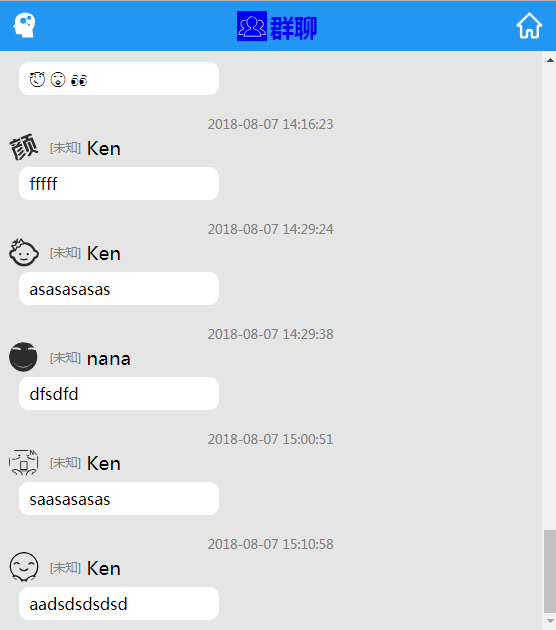 群聊
2018-08-07 14:16:23
颜
[未知] Ken
fffff
2018-08-07 14:29:24
[未知] Ken
asasasasas
2018-08-07 14:29:38
[未知] nana
dfsdfd
2018-08-07 15:00:51
[未知] Ken
saasasasas
2018-08-07 15:10:58
[未知] Ken
aadsdsdsdsd